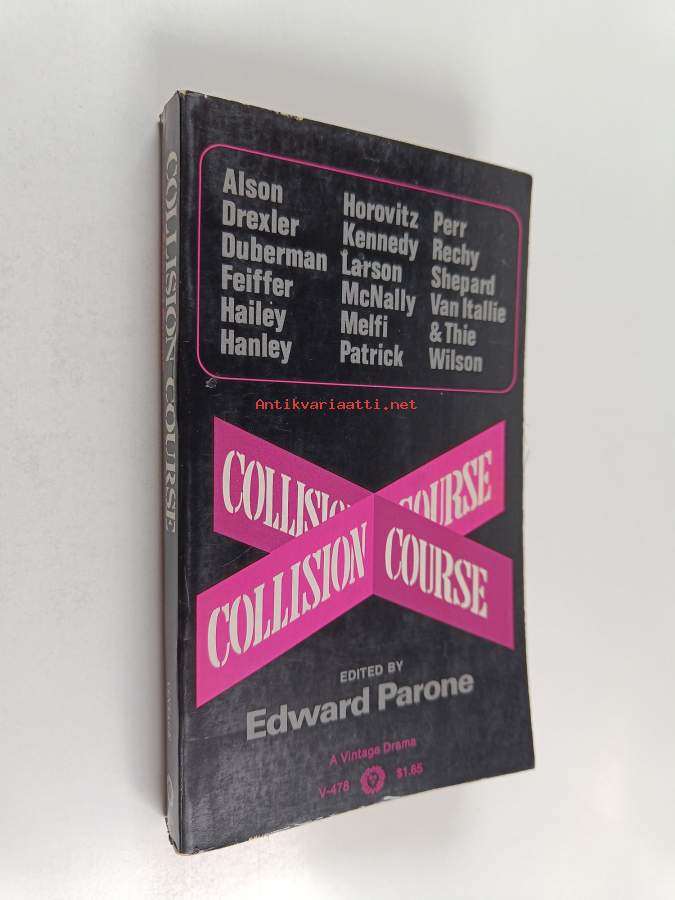 COLLISION COURSE
Alson
Drexler
Duberman
Feiffer
Hailey
Hanley
Horovitz
Kennedy
Larson
McNally
Melfi
Patrick
Perr
Rechy
Shepard
Van Itallie
& Thie
Wilson
Antikvariaatti.net
COLLISION COURSE
COLLISION COURSE
EDITED BY
Edward Parone
A Vintage Drama
V-478 $1.65